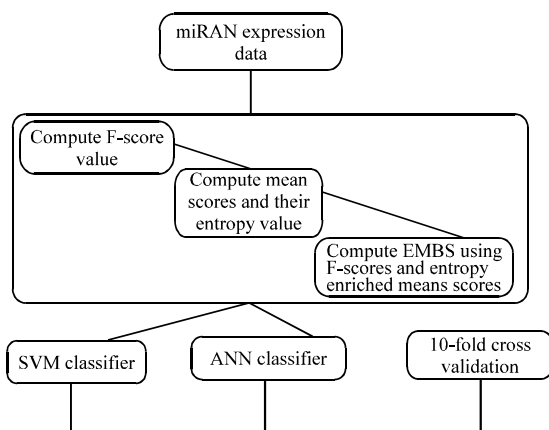 miRAN expression
data
Compute F-score
value
Compute mean
scores and their
entropy value
Compute EMBS using
F-scores and entropy
enriched means scores
SVM classifier
ANN classifier
10-fold cross
validation